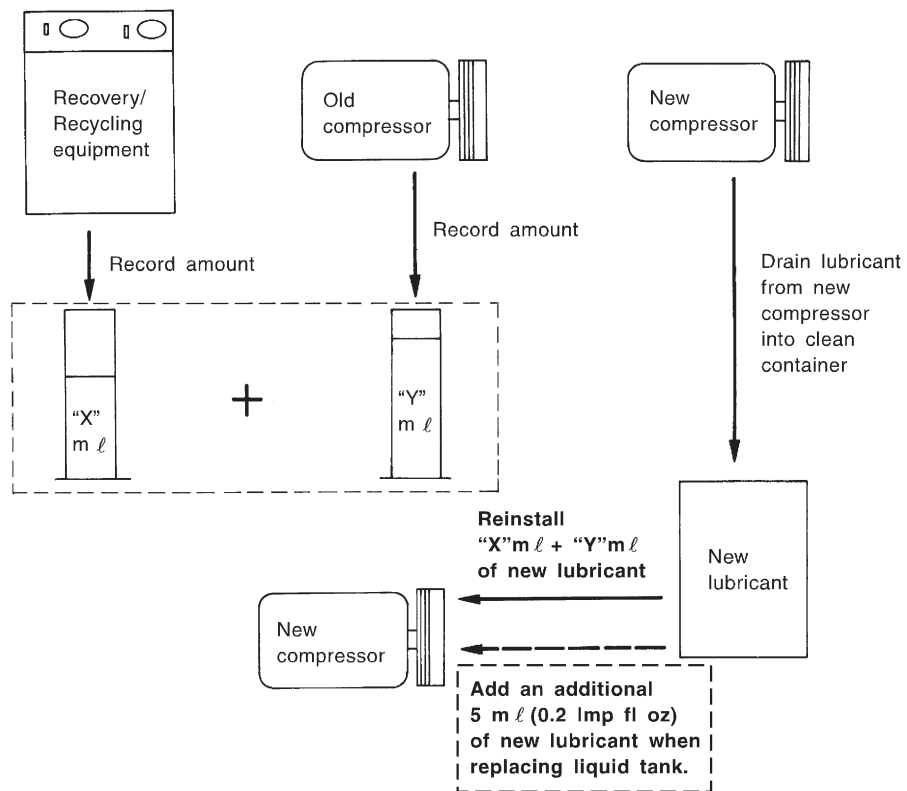 Recovery/
Recycling
equipment
Old
compressor
New
compressor
Record amount
Record amount
Drain lubricant
from new
compressor
into clean
container
“X”
m ℓ
+
“Y”
m ℓ
Reinstall
“X”m ℓ + “Y”m ℓ
of new lubricant
New
lubricant
New
compressor
Add an additional
5 m ℓ (0.2 Imp fl oz)
of new lubricant when
replacing liquid tank.